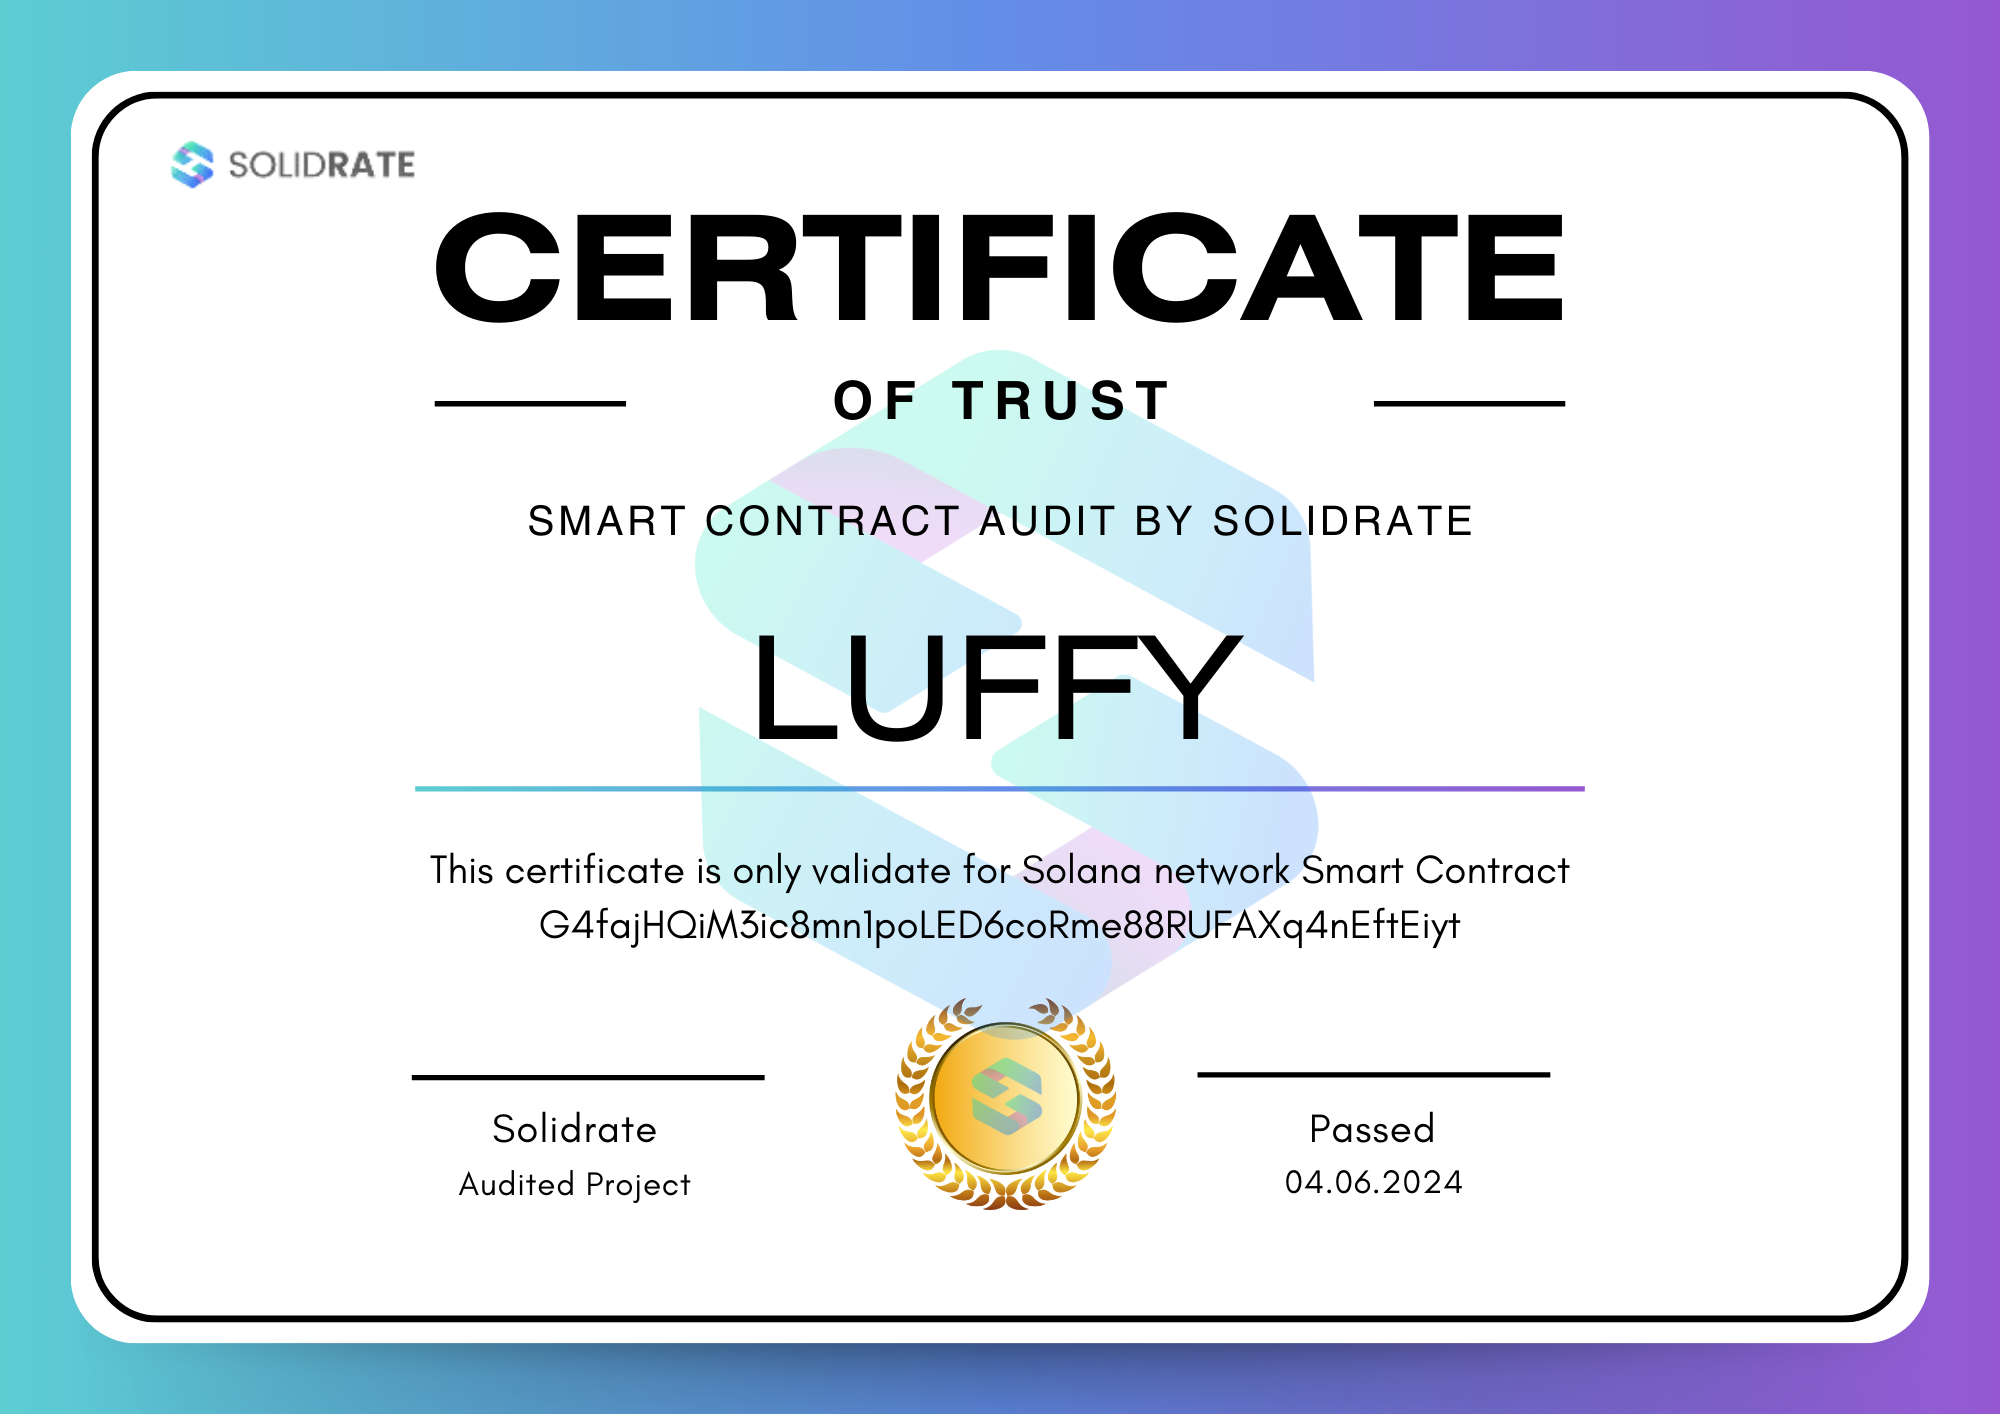 SOLIDRATE
CERTIFICATE
OF TRUST
SMART CONTRACT AUDIT BY SOLIDRATE
LUFFY
This certificate is only validate for Solana network Smart Contract
G4fajHQiM3ic8mn1poLED6coRme88RUFAXq4nEftEiyt
Solidrate
Audited Project
Passed
04.06.2024